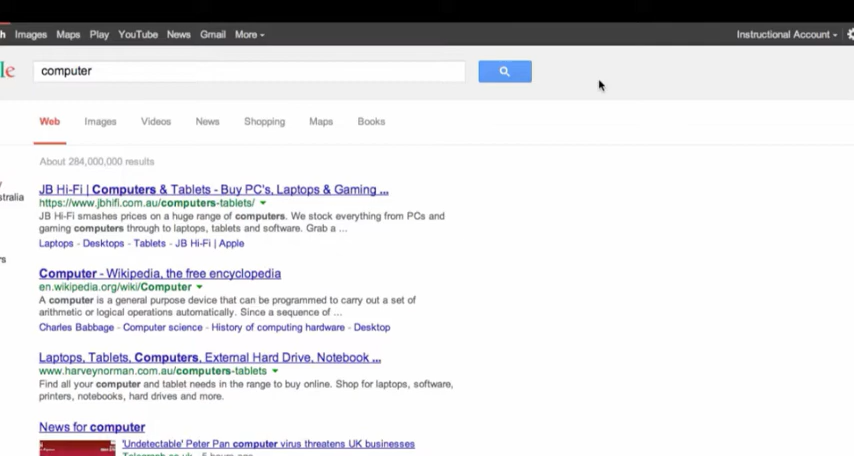 Images Maps Play YouTube News Gmail More Instructional Account
computer
Web Images Videos News Shopping Maps Books
About 284,000,000 results
JB Hi-Fi | Computers & Tablets - Buy PC's, Laptops & Gaming ...
https://www.jbhifi.com.au/computers-tablets/
JB Hi-Fi smashes prices on a huge range of computers. We stock everything from PCs and
gaming computers through to laptops, tablets and software. Grab a ...
Laptops - Desktops - Tablets - JB Hi-Fi | Apple
Computer - Wikipedia, the free encyclopedia
en.wikipedia.org/wiki/Computer
A computer is a general purpose device that can be programmed to carry out a set of
arithmetic or logical operations automatically. Since a sequence of ...
Charles Babbage - Computer science - History of computing hardware - Desktop
Laptops, Tablets, Computers, External Hard Drive, Notebook ...
www.harveynorman.com.au/computers-tablets
Find all your computer and tablet needs in the range to buy online. Shop for laptops, software,
printers, notebooks, hard drives and more.
News for computer
'Undetectable' Peter Pan computer virus threatens UK businesses